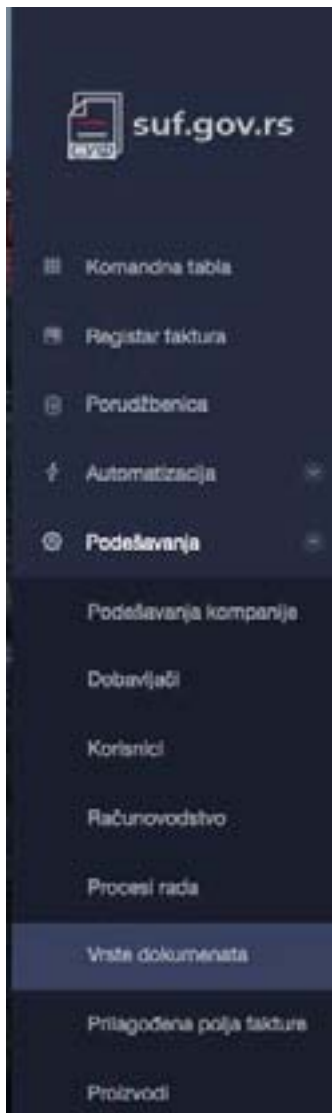 suf.gov.rs
Komandna tabla
Registar faktura
Porudžbenica
Automatizacija
Podešavanja
Podešavanja kompanije
Dobavljači
Korisnici
Računovodstvo
Procesi rada
Vrste dokumenata
Prilagođena polja fakture
Proizvodi